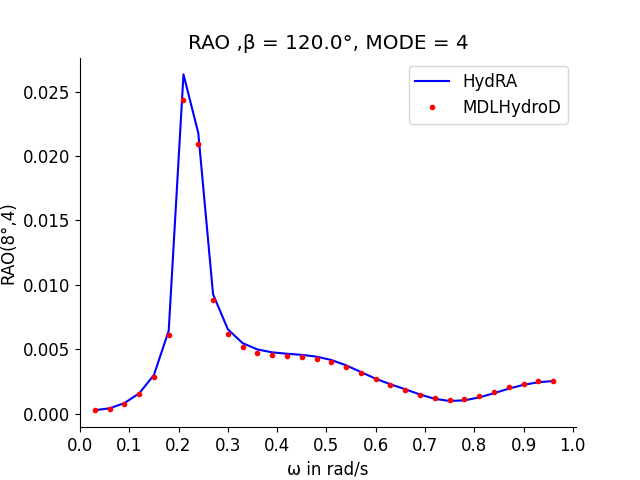 RAO ,β = 120.0°, MODE = 4
HydRA
MDLHydroD
RAO(8°,4)
0.025
0.020
0.015
0.010
0.005
0.000
0.0 0.1 0.2 0.3 0.4 0.5 0.6 0.7 0.8 0.9 1.0
ω in rad/s